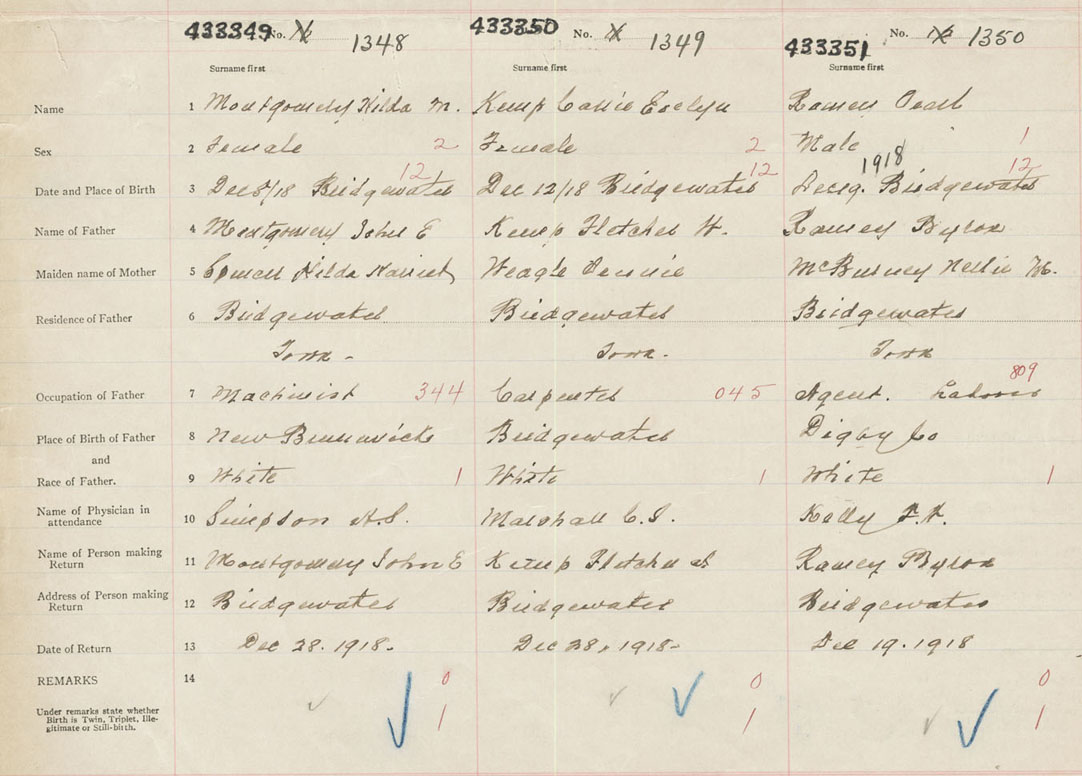 433349 No. 1348 433350 No. 1349 433351 No. 1350
Surname first Surname first Surname first
Name 1 Montgomery Hilda M. Kemp Carrie Evelyn Ramey
Sex 2 Female 2 Female 2 Male 1
12 12 1918 12
Date and Place of Birth 3 Dec 8/18 Bridgewater Dec 12/18 Bridgewater Dec 19. Bridgewater
Name of Father 4 Montgomery John E Kemp Fletcher W. Ramey Byron
Maiden name of Mother 5 Hilda Harriet Weagle Jennie McBurney Nellie
Residence of Father 6 Bridgewater Bridgewater Bridgewater
Town - Town - Town
809
Occupation of Father 7 Machinist 344 Carpenter 045 Agent. Laborer
Place of Birth of Father 8 New Brunswick Bridgewater Digby Co
and
Race of Father. 9 White 1 White 1 White 1
Name of Physician in
attendance 10 Simpson A.S. Marshall C.S. Kelly F.H.
Name of Person making
Return 11 Montgomery John E Kemp Fletcher Ramey Byron
Address of Person making
Return 12 Bridgewater Bridgewater Bridgewater
Date of Return 13 Dec 28. 1918- Dec 28, 1918- Dec 19. 1918
REMARKS 14 0 0 0
Under remarks state whether
Birth is Twin, Triplet, Ille-
gitimate or Still-birth. 1 1 1